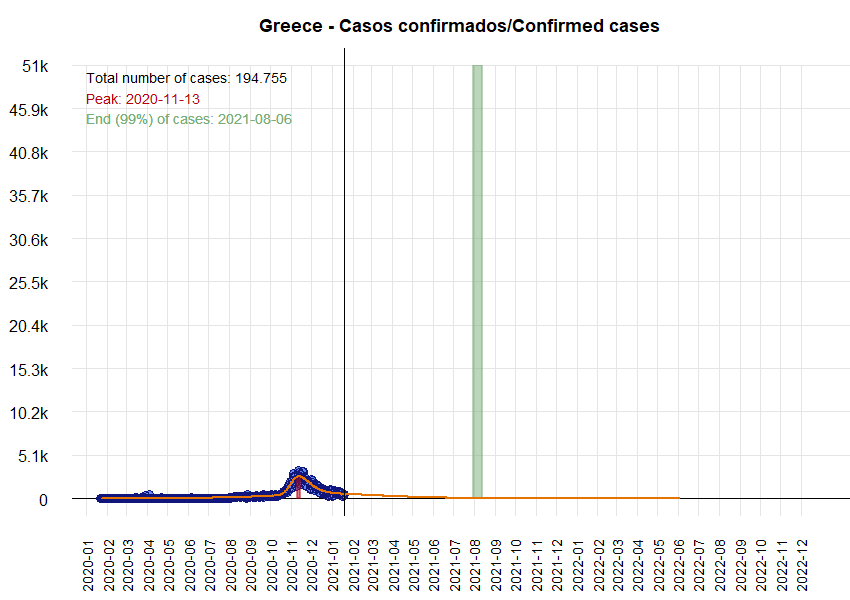 Greece - Casos confirmados/Confirmed cases
Total number of cases: 194.755
Peak: 2020-11-13
End (99%) of cases: 2021-08-06
51k
45.9k
40.8k
35.7k
30.6k
25.5k
20.4k
15.3k
10.2k
5.1k
0
2020-01
2020-02
2020-03
2020-04
2020-05
2020-06
2020-07
2020-08
2020-09
2020-10
2020-11
2020-12
2021-01
2021-02
2021-03
2021-04
2021-05
2021-06
2021-07
2021-08
2021-09
2021-10
2021-11
2021-12
2022-01
2022-02
2022-03
2022-04
2022-05
2022-06
2022-07
2022-08
2022-09
2022-10
2022-11
2022-12